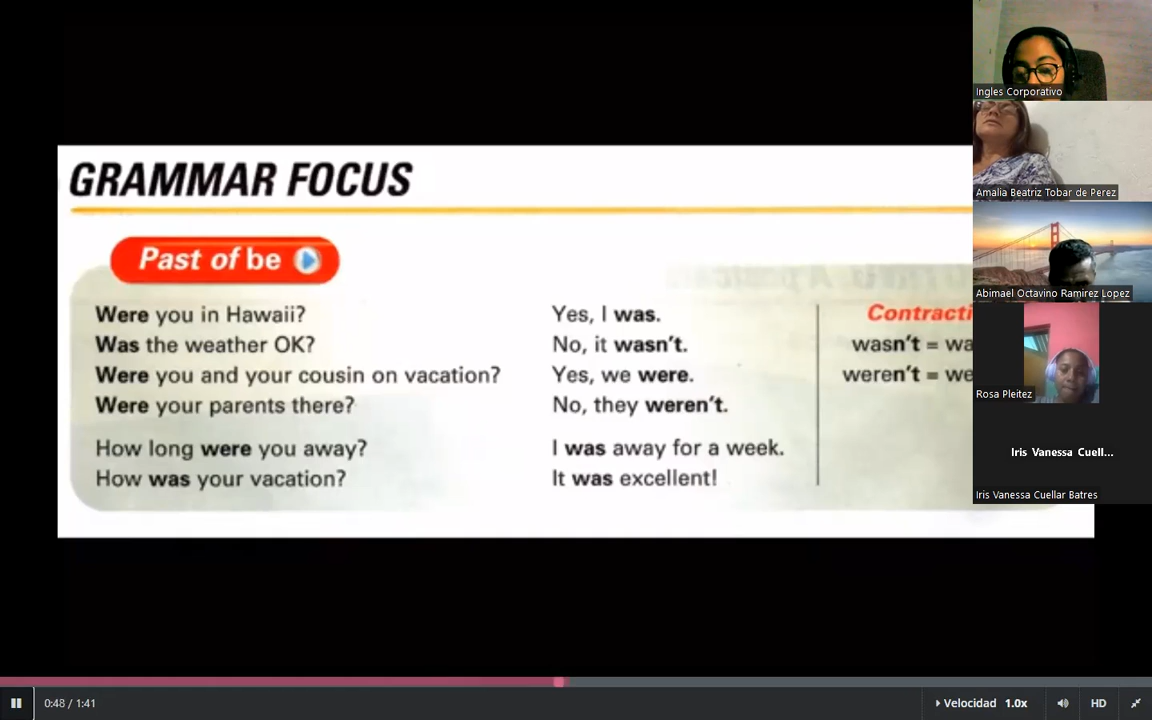 GRAMMAR FOCUS
Past of be
Were you in Hawaii? Yes, I was.
Was the weather OK? No, it wasn't.
Were you and your cousin on vacation? Yes, we were.
Were your parents there? No, they weren't.
How long were you away? I was away for a week.
How was your vacation? It was excellent!
Contracti
wasn't = wa
weren't = we
Ingles Corporativo
Amalia Beatriz Tobar de Perez
Abimael Octavino Ramirez Lopez
Rosa Pleitez
Iris Vanessa Cuell...
Iris Vanessa Cuellar Batres
0:48 / 1:41
Velocidad 1.0x
HD